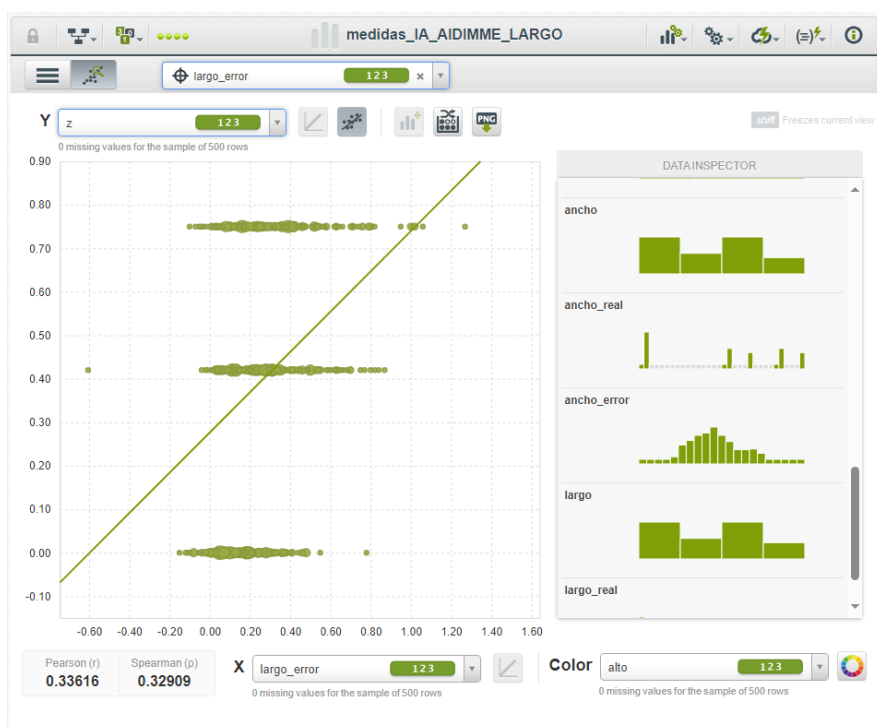 medidas_IA_AIDIMME_LARGO
largo_error 123 ×
Y z 123
0 missing values for the sample of 500 rows
PNG
shift Freezes current view
DATA INSPECTOR
0.90
0.80
0.70
0.60
0.50
0.40
0.30
0.20
0.10
0.00
-0.10
-0.60 -0.40 -0.20 0.00 0.20 0.40 0.60 0.80 1.00 1.20 1.40 1.60
ancho
ancho_real
ancho_error
largo
largo_real
Pearson (r) Spearman (ρ)
0.33616 0.32909
X largo_error 123
0 missing values for the sample of 500 rows
Color alto 123
0 missing values for the sample of 500 rows